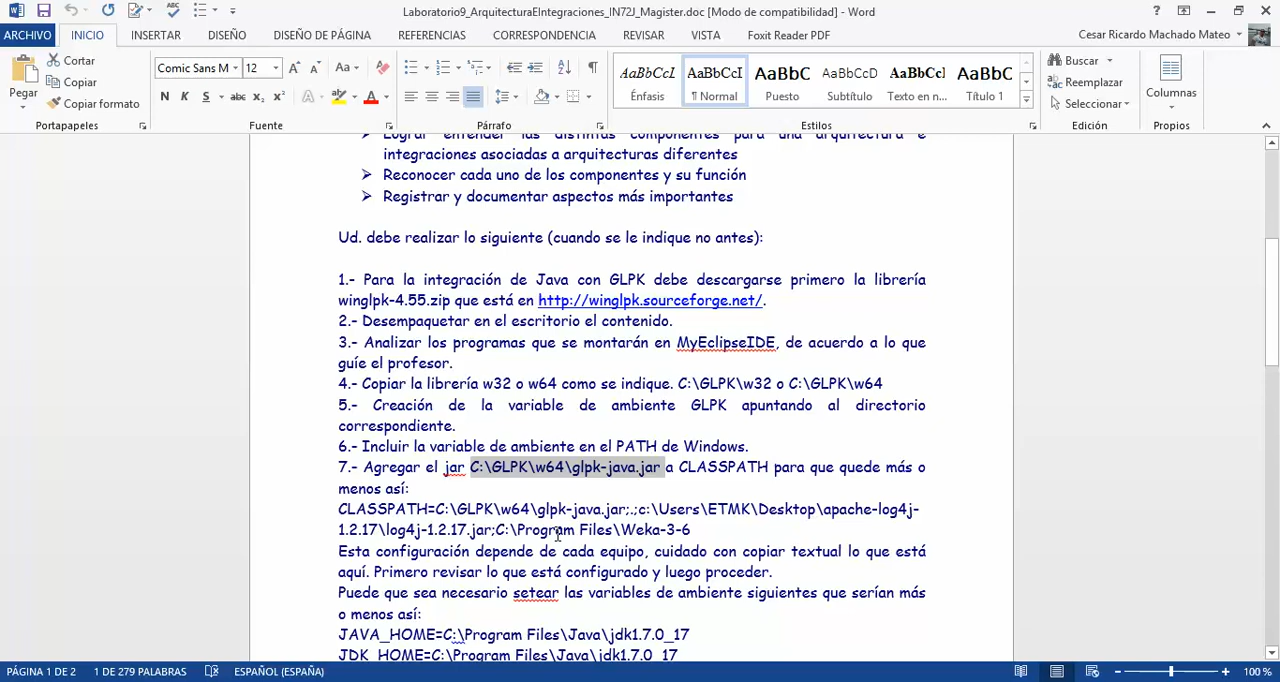 Laboratorio9_ArquitecturaEIntegraciones_IN72J_Magister.doc [Modo de compatibilidad] - Word
ARCHIVO INICIO INSERTAR DISEÑO DISEÑO DE PÁGINA REFERENCIAS CORRESPONDENCIA REVISAR VISTA Foxit Reader PDF Cesar Ricardo Machado Mateo
Pegar
Cortar
Copiar
Copiar formato
Portapapeles
Comic Sans M 12
N K S abc x₂ x²
Fuente
Párrafo
AaBbCcI AaBbCcI AaBbC AaBbCcD AaBbCcl AaBbC
Énfasis ¶ Normal Puesto Subtítulo Texto en n... Título 1
Estilos
Buscar
Reemplazar
Seleccionar
Edición
Columnas
Propios
Lograr entender las distintas componentes para una arquitectura e
integraciones asociadas a arquitecturas diferentes
Reconocer cada uno de los componentes y su función
Registrar y documentar aspectos más importantes
Ud. debe realizar lo siguiente (cuando se le indique no antes):
1.- Para la integración de Java con GLPK debe descargarse primero la librería
winglpk-4.55.zip que está en http://winglpk.sourceforge.net/.
2.- Desempaquetar en el escritorio el contenido.
3.- Analizar los programas que se montarán en MyEclipseIDE, de acuerdo a lo que
guíe el profesor.
4.- Copiar la librería w32 o w64 como se indique. C:\GLPK\w32 o C:\GLPK\w64
5.- Creación de la variable de ambiente GLPK apuntando al directorio
correspondiente.
6.- Incluir la variable de ambiente en el PATH de Windows.
7.- Agregar el jar C:\GLPK\w64\glpk-java.jar a CLASSPATH para que quede más o
menos así:
CLASSPATH=C:\GLPK\w64\glpk-java.jar;.;c:\Users\ETMK\Desktop\apache-log4j-
1.2.17\log4j-1.2.17.jar;C:\Program Files\Weka-3-6
Esta configuración depende de cada equipo, cuidado con copiar textual lo que está
aquí. Primero revisar lo que está configurado y luego proceder.
Puede que sea necesario setear las variables de ambiente siguientes que serían más
o menos así:
JAVA_HOME=C:\Program Files\Java\jdk1.7.0_17
JDK_HOME=C:\Program Files\Java\jdk1.7.0_17
PÁGINA 1 DE 2 1 DE 279 PALABRAS ESPAÑOL (ESPAÑA) 100 %